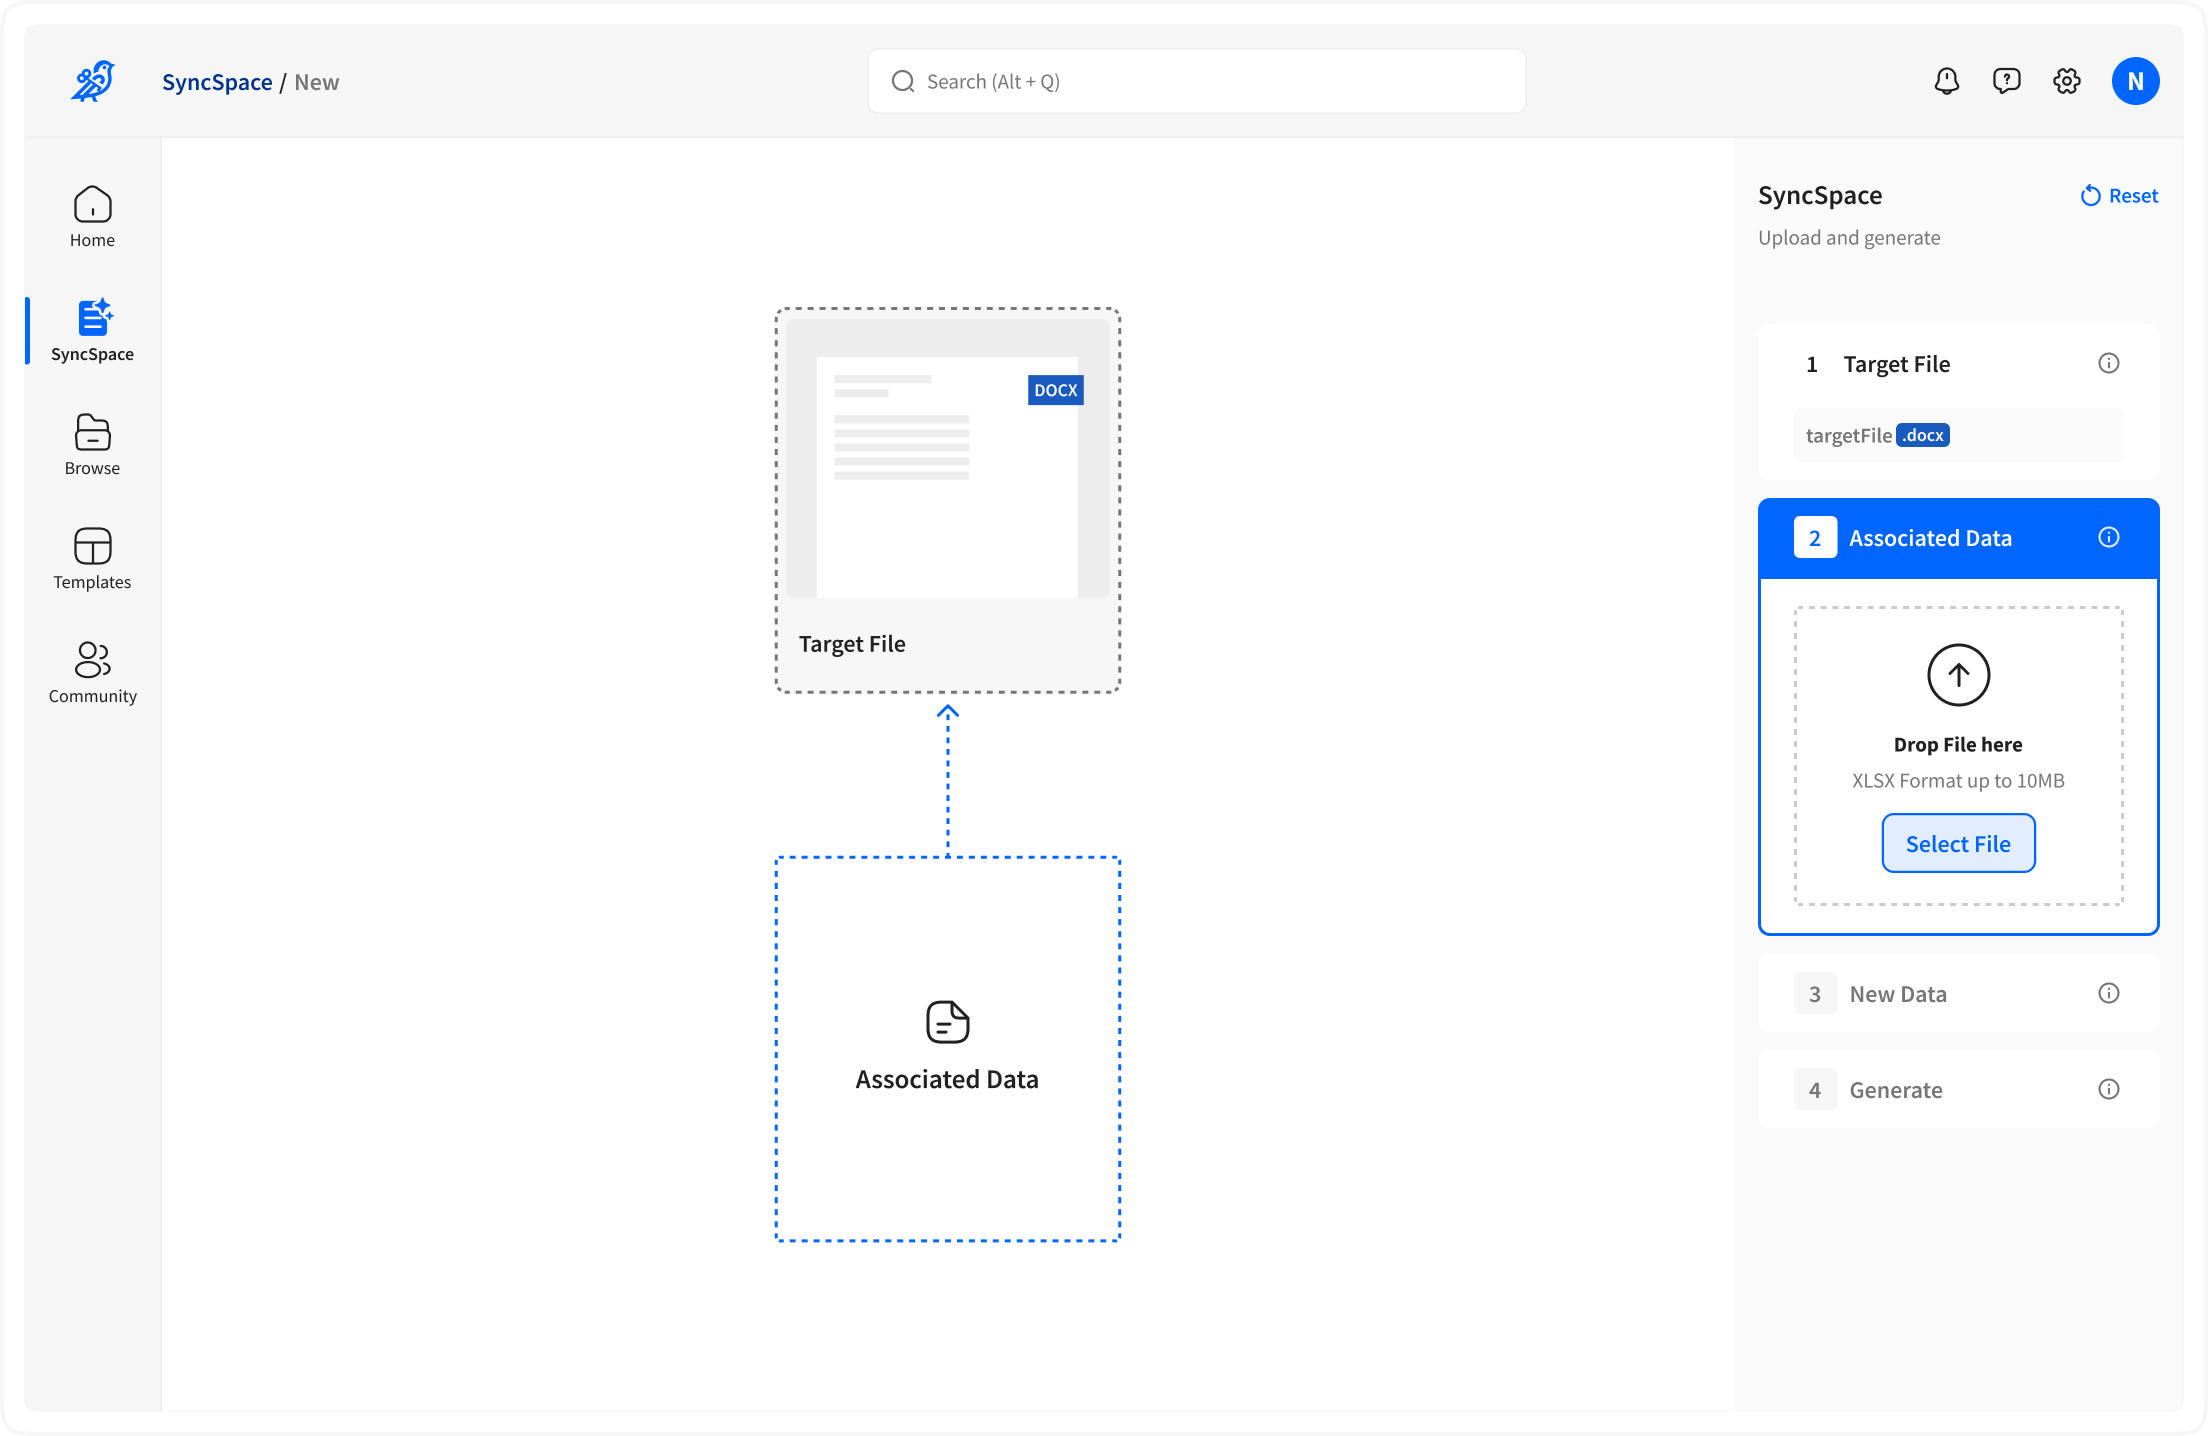 SyncSpace / New
Search (Alt + Q)
N
Home
SyncSpace
Browse
Templates
Community
DOCX
Target File
Associated Data
SyncSpace
Reset
Upload and generate
1 Target File
targetFile .docx
2 Associated Data
Drop File here
XLSX Format up to 10MB
Select File
3 New Data
4 Generate